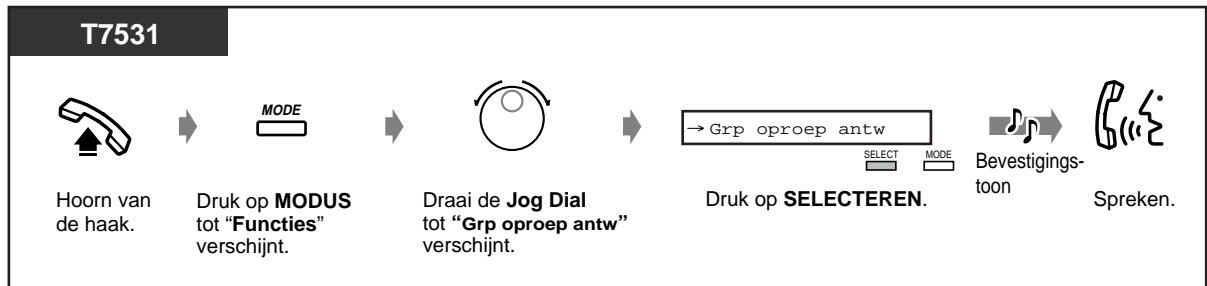 T7531
MODE
→ Grp oproep antw
SELECT MODE
Hoorn van
de haak.
Druk op MODUS
tot “Functies”
verschijnt.
Draai de Jog Dial
tot “Grp oproep antw”
verschijnt.
Druk op SELECTEREN.
Bevestigings-
toon
Spreken.